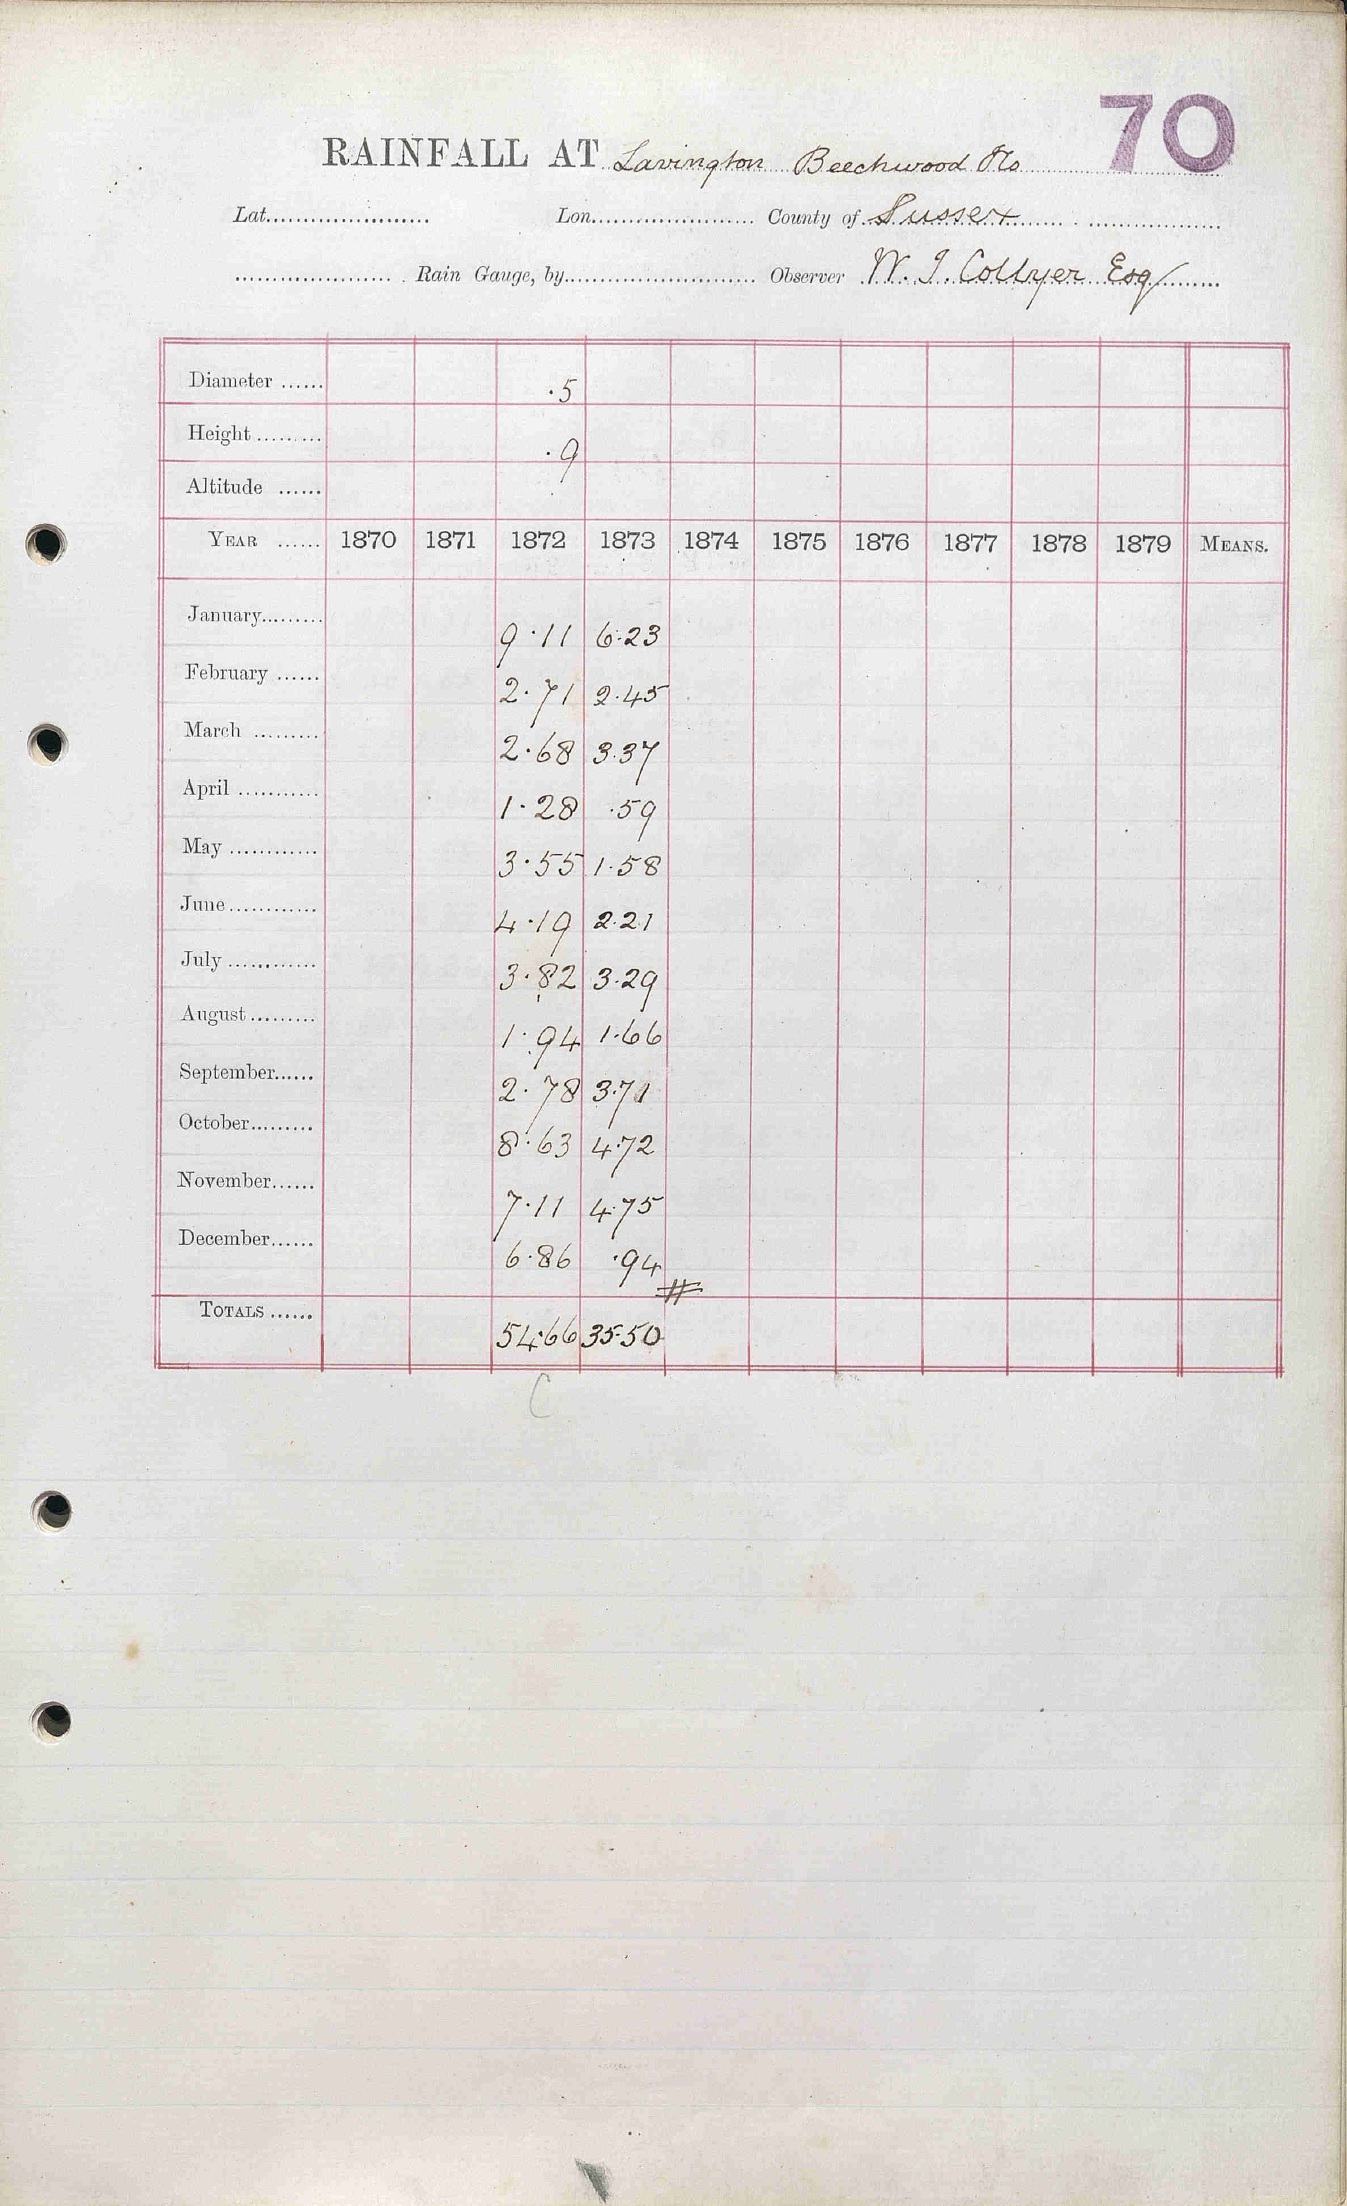 70
RAINFALL AT Lavington Beechwood Ho
Lat. Lon. County of Sussex
Rain Gauge, by Observer W. J. Collyer Esq
Diameter ...... .5
Height ......... .9
Altitude ......
YEAR ...... 1870 1871 1872 1873 1874 1875 1876 1877 1878 1879 MEANS.
January......... 9.11 6.23
February ...... 2.71 2.45
March ......... 2.68 3.37
April ........... 1.28 .59
May ............ 3.55 1.58
June............ 4.19 2.21
July ............ 3.82 3.29
August......... 1.94 1.66
September...... 2.78 3.71
October......... 8.63 4.72
November...... 7.11 4.75
December...... 6.86 .94
TOTALS ...... 54.66 35.50
C